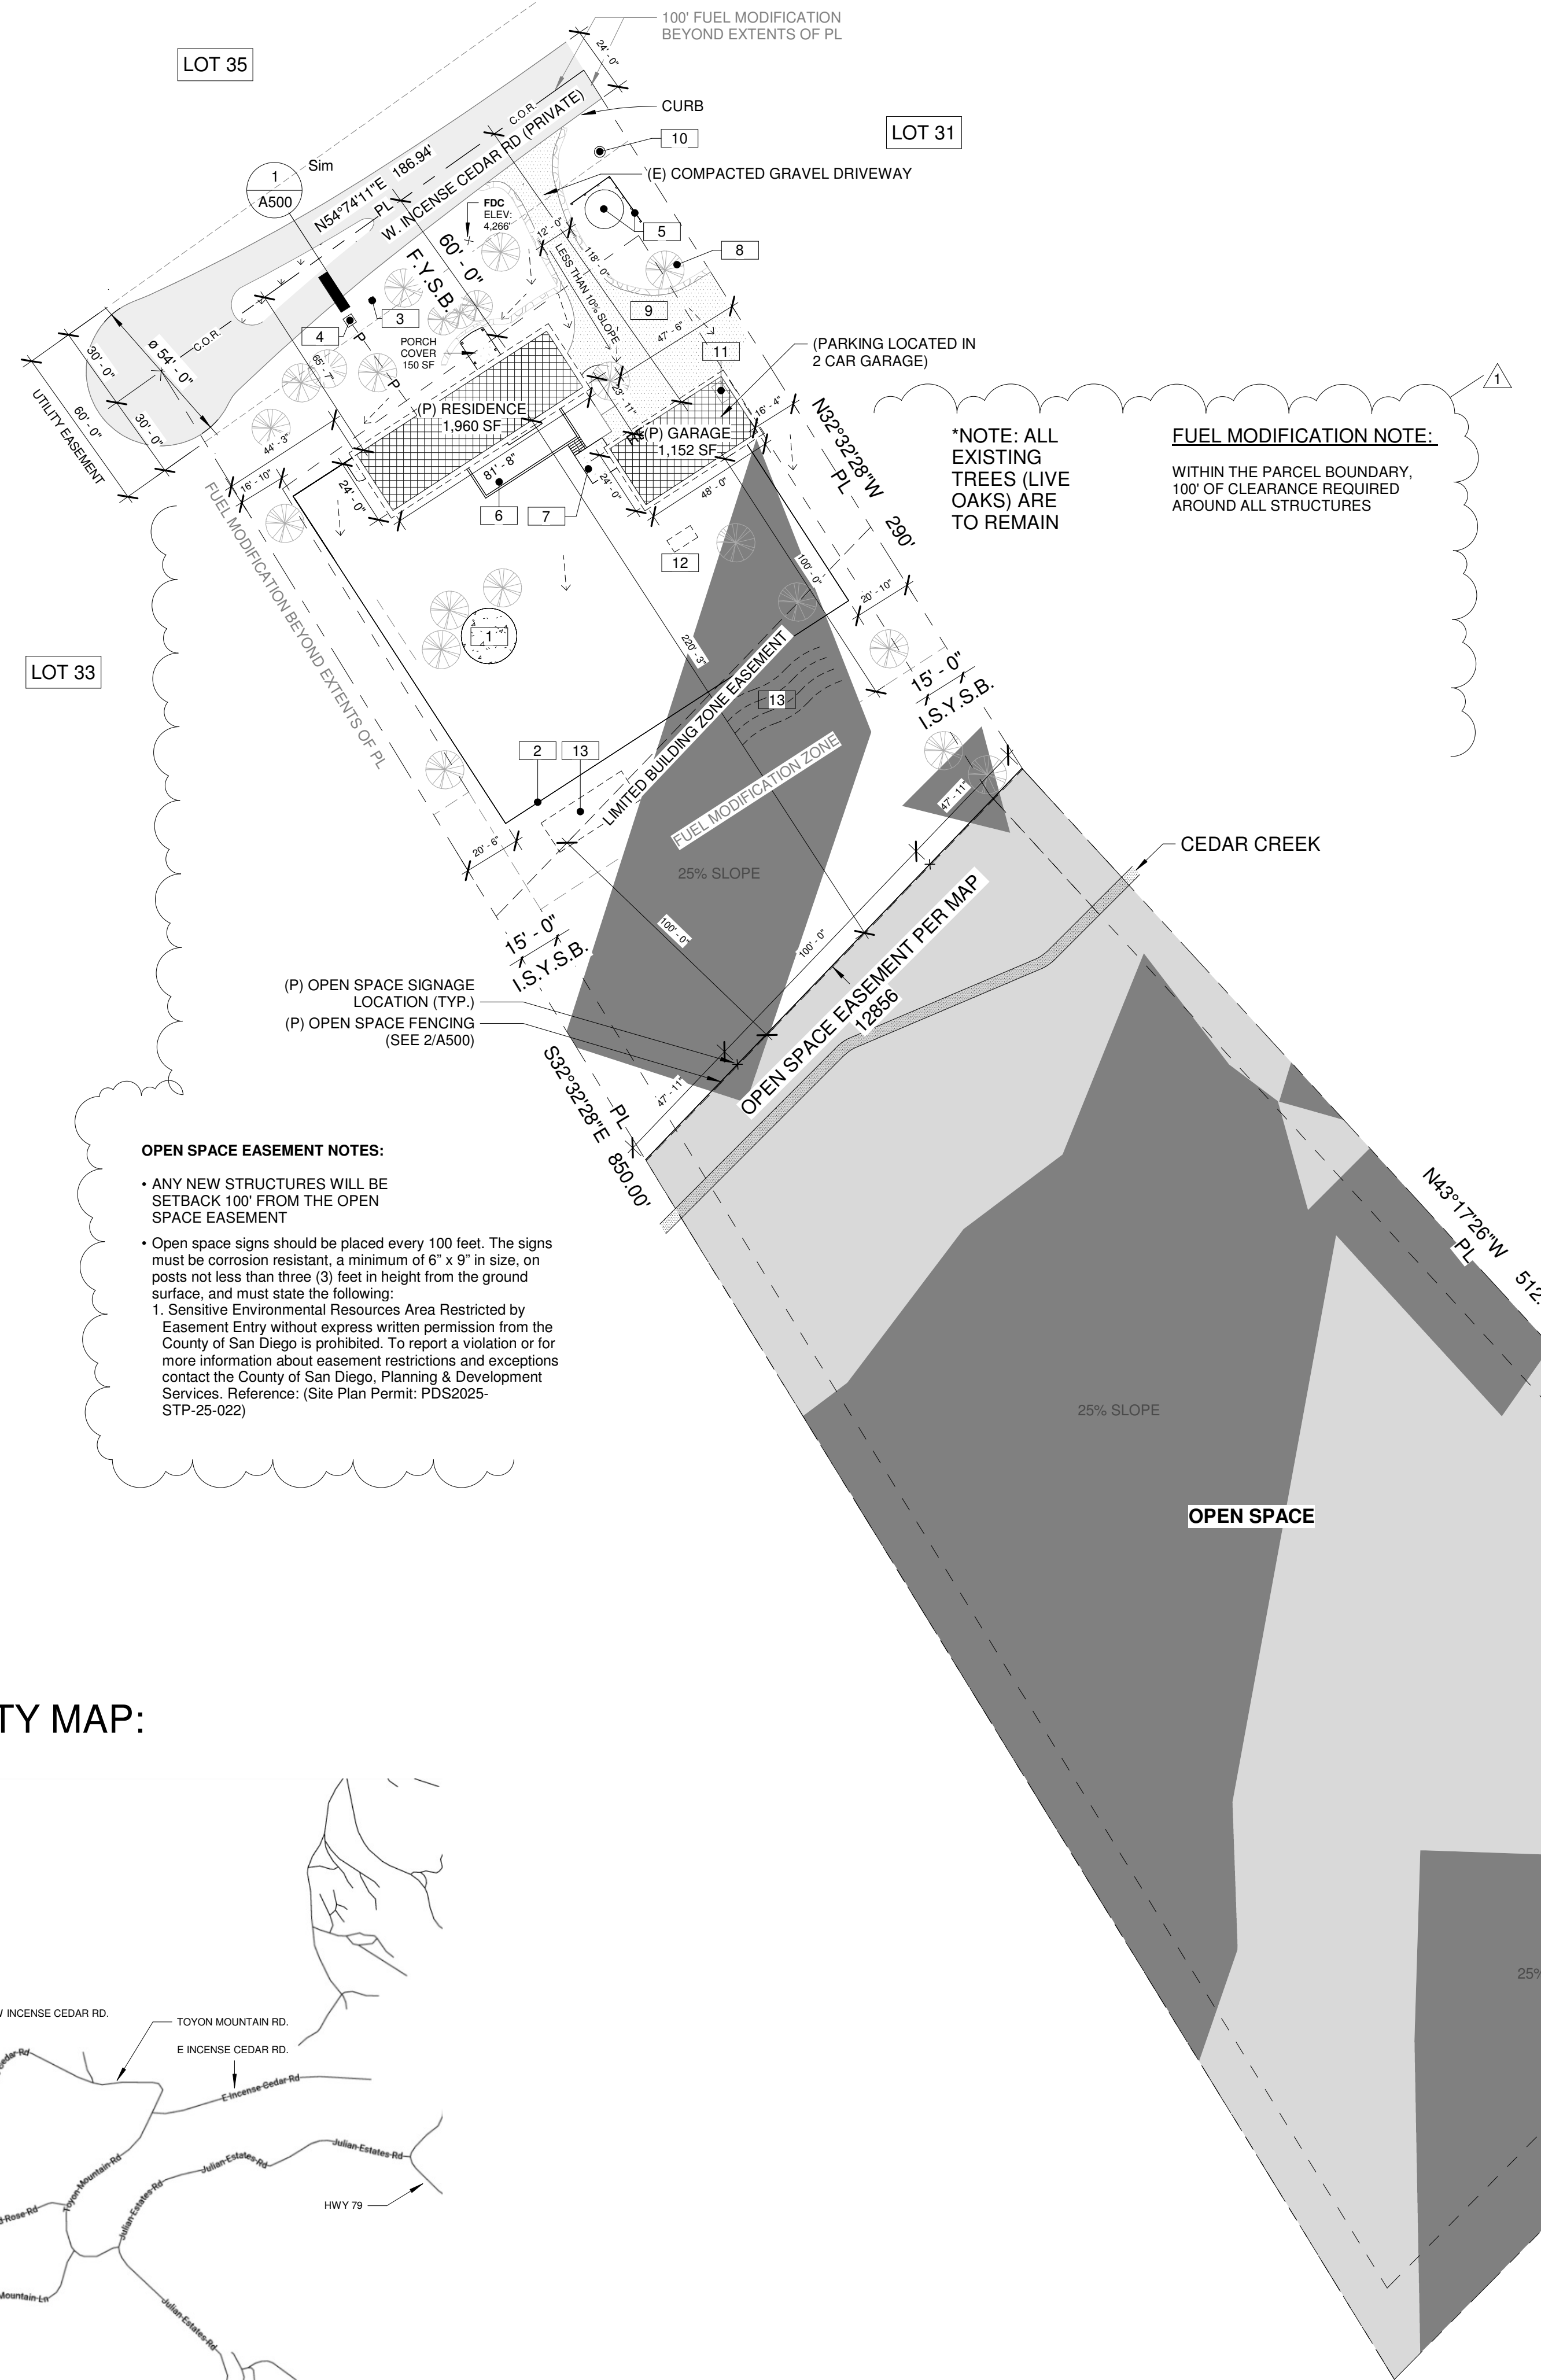 100' FUEL MODIFICATION
BEYOND EXTENTS OF PL
LOT 35
24' - 0"
C.O.R.
CURB
10
LOT 31
W. INCENSE CEDAR RD (PRIVATE)
N54°74'11"E 186.94'
PL
Sim
1
A500
(E) COMPACTED GRAVEL DRIVEWAY
FDC
ELEV:
4,266'
60' - 0"
F.Y.S.B.
12' - 0"
118' - 0"
LESS THAN 10% SLOPE
5
8
9
3
4
P
P
PORCH
COVER
150 SF
47' - 6"
11
(PARKING LOCATED IN
2 CAR GARAGE)
C.O.R.
ø 54' - 0"
30' - 0"
60' - 0"
30' - 0"
UTILITY EASEMENT
65' - 7"
44' - 3"
16' - 10"
(P) RESIDENCE
1,960 SF
23' - 11"
16' - 4"
(P) GARAGE
1,152 SF
81' - 8"
24' - 0"
24' - 0"
48' - 0"
6
7
12
N32°32'28"W
PL
290'
1
*NOTE: ALL
EXISTING
TREES (LIVE
OAKS) ARE
TO REMAIN
FUEL MODIFICATION NOTE:
WITHIN THE PARCEL BOUNDARY,
100' OF CLEARANCE REQUIRED
AROUND ALL STRUCTURES
100' - 0"
20' - 10"
FUEL MODIFICATION BEYOND EXTENTS OF PL
1
220' - 3"
LOT 33
LIMITED BUILDING ZONE EASEMENT
13
15' - 0"
I.S.Y.S.B.
2
13
FUEL MODIFICATION ZONE
47' - 11"
20' - 6"
25% SLOPE
CEDAR CREEK
15' - 0"
I.S.Y.S.B.
100' - 0"
100' - 0"
OPEN SPACE EASEMENT PER MAP
12856
(P) OPEN SPACE SIGNAGE
LOCATION (TYP.)
(P) OPEN SPACE FENCING
(SEE 2/A500)
47' - 11"
S32°32'28"E
PL
850.00'
OPEN SPACE EASEMENT NOTES:
• ANY NEW STRUCTURES WILL BE
SETBACK 100' FROM THE OPEN
SPACE EASEMENT
• Open space signs should be placed every 100 feet. The signs
must be corrosion resistant, a minimum of 6” x 9” in size, on
posts not less than three (3) feet in height from the ground
surface, and must state the following:
1. Sensitive Environmental Resources Area Restricted by
Easement Entry without express written permission from the
County of San Diego is prohibited. To report a violation or for
more information about easement restrictions and exceptions
contact the County of San Diego, Planning & Development
Services. Reference: (Site Plan Permit: PDS2025-
STP-25-022)
N43°17'26"W
PL
512.
25% SLOPE
OPEN SPACE
25%
TY MAP:
INCENSE CEDAR RD.
TOYON MOUNTAIN RD.
E INCENSE CEDAR RD.
edar Rd
E Incense Cedar Rd
Julian Estates Rd
Julian Estates Rd
Toyon Mountain Rd
Julian Estates Rd
HWY 79
Rose Rd
Mountain Ln
Julian Estates Rd